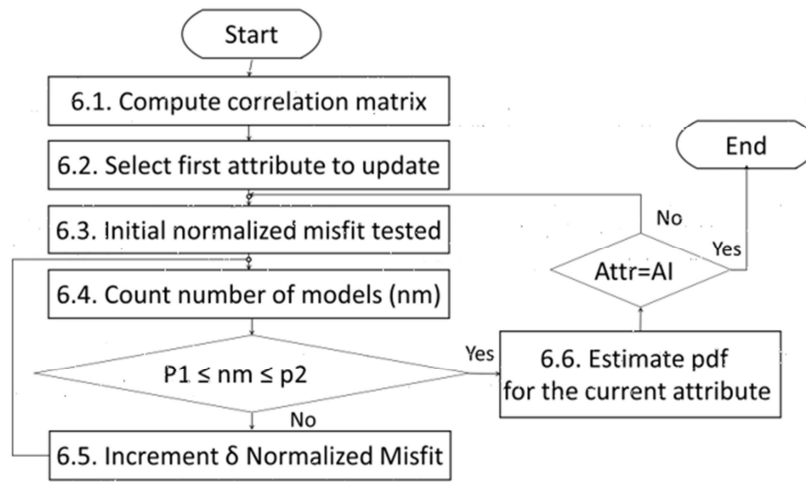 Start
6.1. Compute correlation matrix
6.2. Select first attribute to update
6.3. Initial normalized misfit tested
6.4. Count number of models (nm)
P1 ≤ nm ≤ p2
Yes
No
6.5. Increment δ Normalized Misfit
6.6. Estimate pdf
for the current attribute
Attr=AI
No
Yes
End